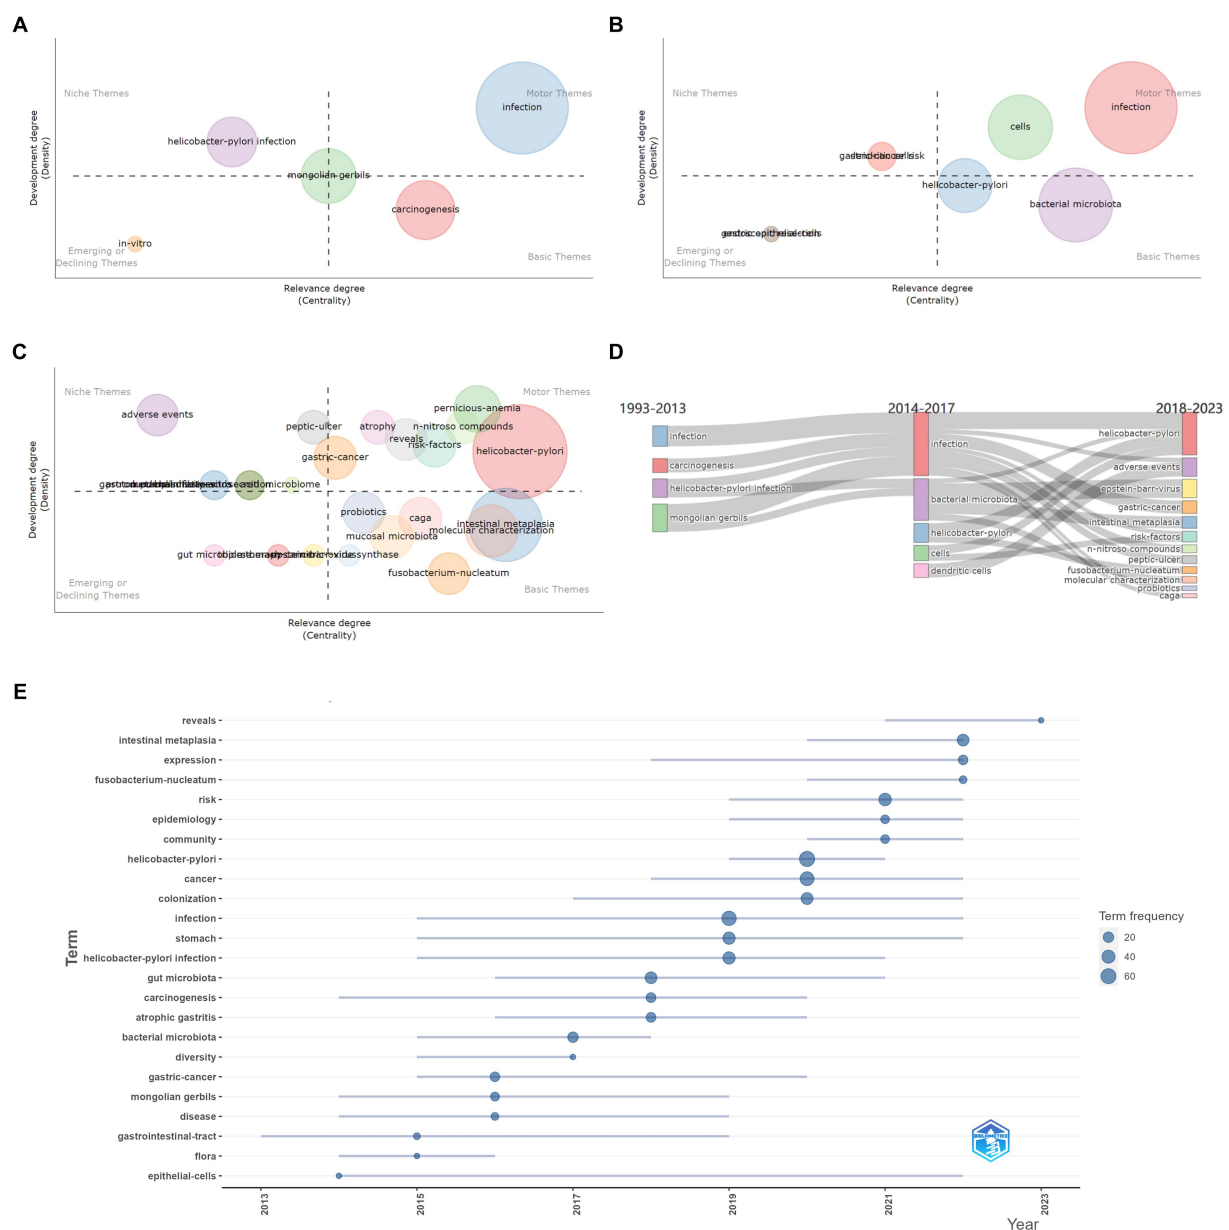 A
Niche Themes
Motor Themes
infection
helicobacter-pylori infection
mongolian gerbils
carcinogenesis
in-vitro
Emerging or
Declining Themes
Basic Themes
Development degree
(Density)
Relevance degree
(Centrality)
B
Niche Themes
Motor Themes
infection
cells
helicobacter-pylori
bacterial microbiota
Emerging or
Declining Themes
Basic Themes
Development degree
(Density)
Relevance degree
(Centrality)
C
Niche Themes
Motor Themes
adverse events
pernicious-anemia
peptic-ulcer
atrophy
n-nitroso compounds
reveals
risk-factors
helicobacter-pylori
gastric-cancer
probiotics
caga
intestinal metaplasia
molecular characterization
mucosal microbiota
fusobacterium-nucleatum
Emerging or
Declining Themes
Basic Themes
Development degree
(Density)
Relevance degree
(Centrality)
D
1993-2013
2014-2017
2018-2023
infection
carcinogenesis
helicobacter-pylori infection
mongolian gerbils
infection
bacterial microbiota
helicobacter-pylori
cells
dendritic cells
helicobacter-pylori
adverse events
epstein-barr-virus
gastric-cancer
intestinal metaplasia
risk-factors
n-nitroso compounds
peptic-ulcer
fusobacterium-nucleatum
molecular characterization
probiotics
caga
E
Term
reveals
intestinal metaplasia
expression
fusobacterium-nucleatum
risk
epidemiology
community
helicobacter-pylori
cancer
colonization
infection
stomach
helicobacter-pylori infection
gut microbiota
carcinogenesis
atrophic gastritis
bacterial microbiota
diversity
gastric-cancer
mongolian gerbils
disease
gastrointestinal-tract
flora
epithelial-cells
2013
2015
2017
2019
2021
2023
Year
Term frequency
20
40
60
BIBLIOMETRIX